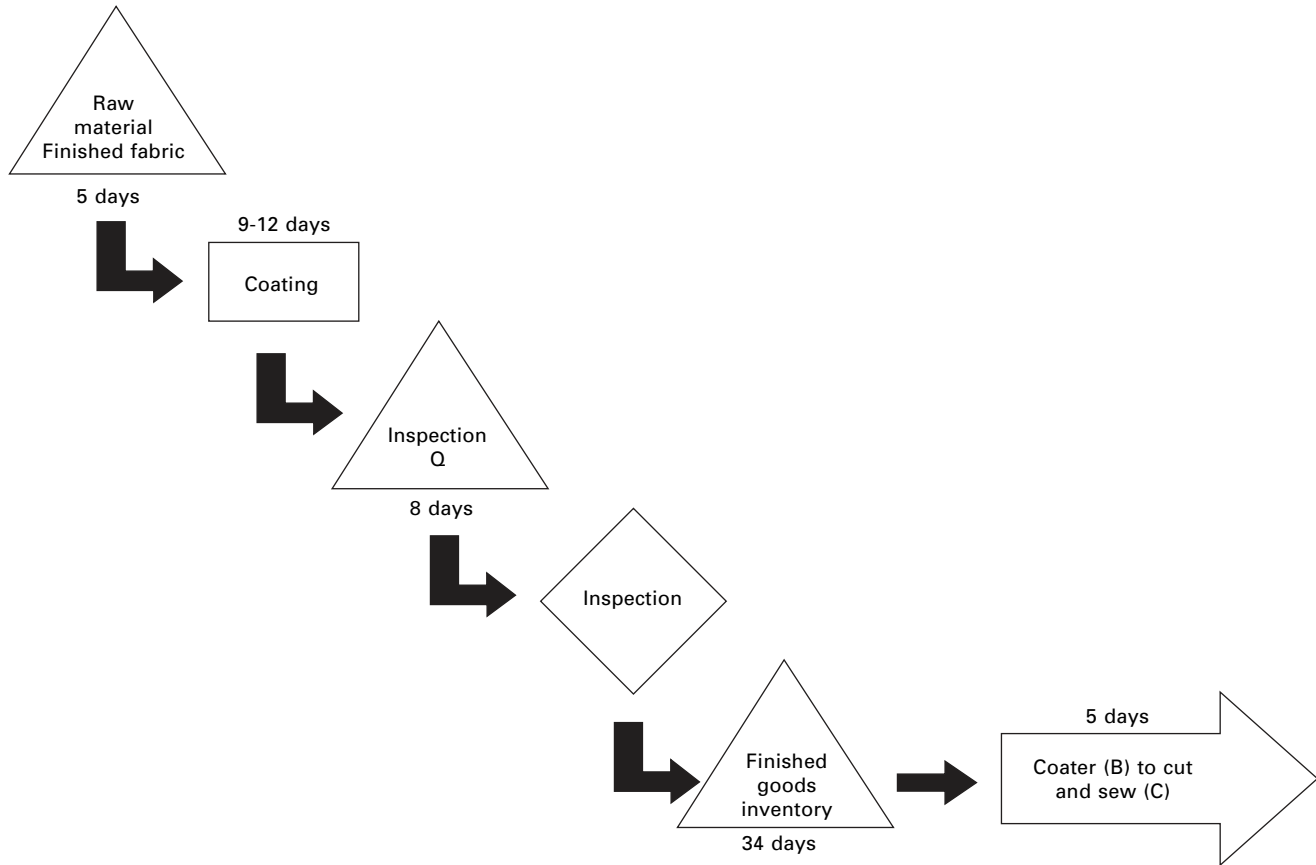 Raw
material
Finished fabric
5 days
9-12 days
Coating
Inspection
Q
8 days
Inspection
Finished
goods
inventory
34 days
5 days
Coater (B) to cut
and sew (C)